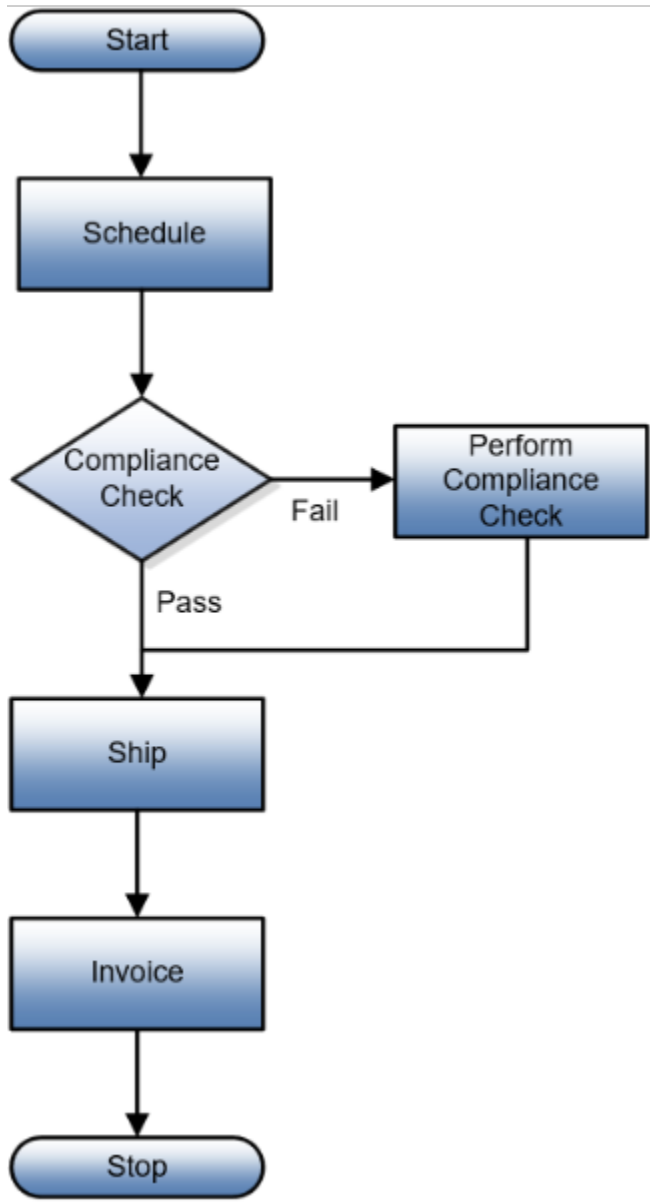 Start
Schedule
Compliance
Check
Fail
Perform
Compliance
Check
Pass
Ship
Invoice
Stop